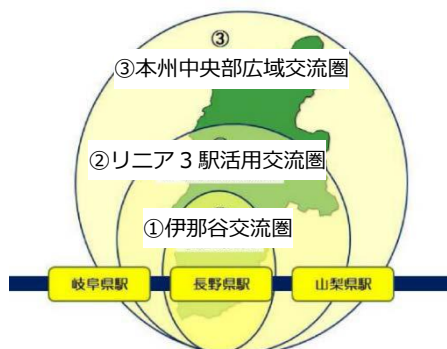 ③
③本州中央部広域交流圏
②リニア３駅活用交流圏
①伊那谷交流圏
岐阜県駅
長野県駅
山梨県駅